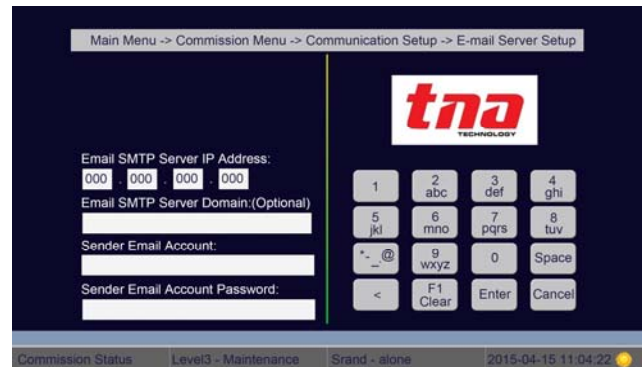 Main Menu -> Commission Menu -> Communication Setup -> E-mail Server Setup
tna
TECHNOLOGY
Email SMTP Server IP Address:
000 . 000 . 000 . 000
Email SMTP Server Domain:(Optional)
Sender Email Account:
Sender Email Account Password:
1
2 abc
3 def
4 ghi
5 jkl
6 mno
7 pqrs
8 tuv
*-_.@
9 wxyz
0
Space
<
F1 Clear
Enter
Cancel
Commission Status Level3 - Maintenance Srand - alone 2015-04-15 11:04:22